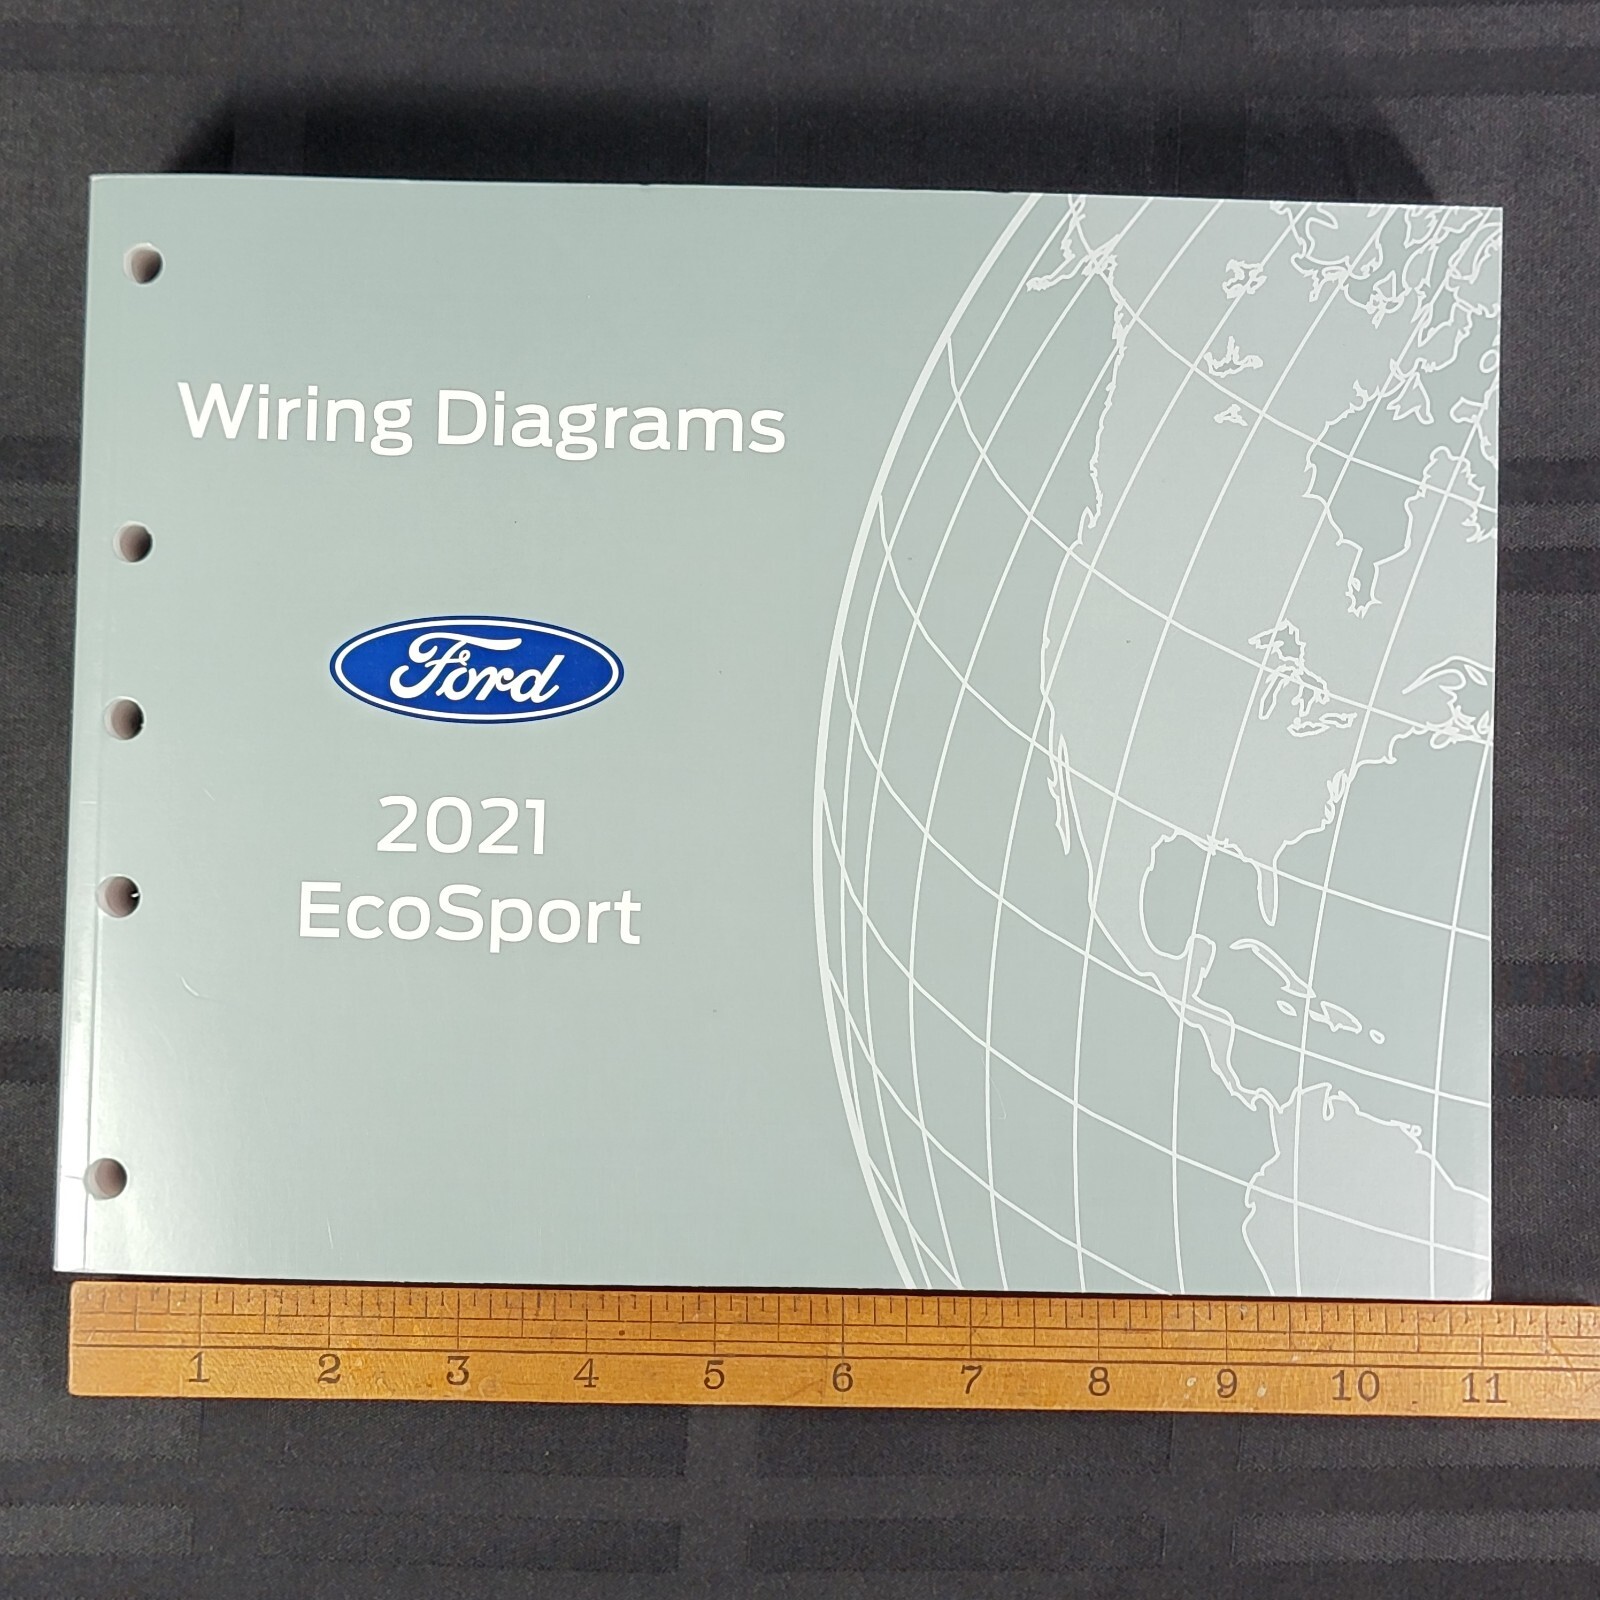 Wiring Diagrams
Ford
2021
EcoSport
1 2 3 4 5 6 7 8 9 10 11